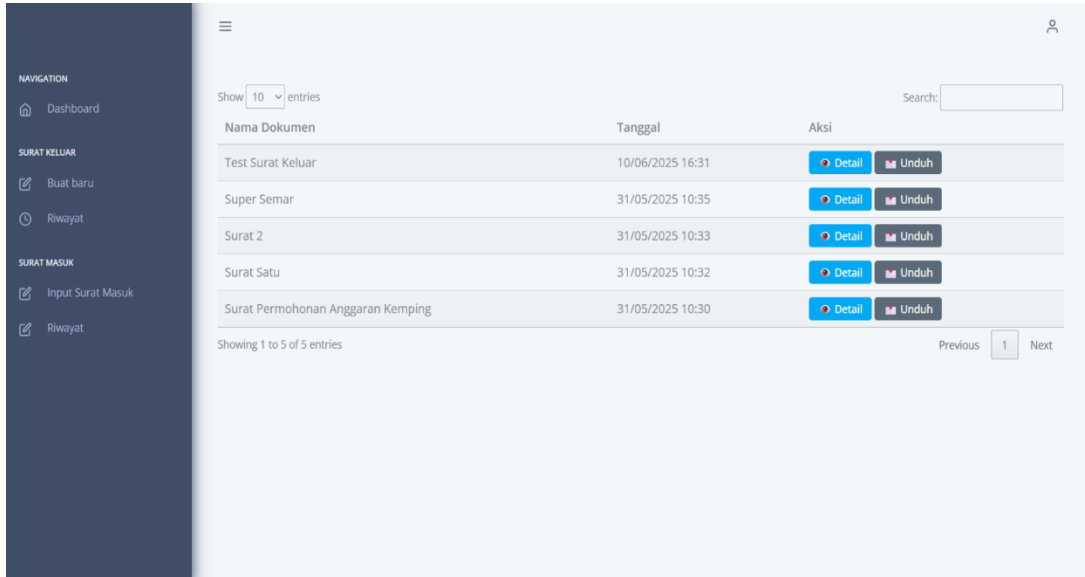 NAVIGATION
Dashboard
SURAT KELUAR
Buat baru
Riwayat
SURAT MASUK
Input Surat Masuk
Riwayat
Show 10 entries
Search:
Nama Dokumen Tanggal Aksi
Test Surat Keluar 10/06/2025 16:31 Detail Unduh
Super Semar 31/05/2025 10:35 Detail Unduh
Surat 2 31/05/2025 10:33 Detail Unduh
Surat Satu 31/05/2025 10:32 Detail Unduh
Surat Permohonan Anggaran Kemping 31/05/2025 10:30 Detail Unduh
Showing 1 to 5 of 5 entries
Previous 1 Next